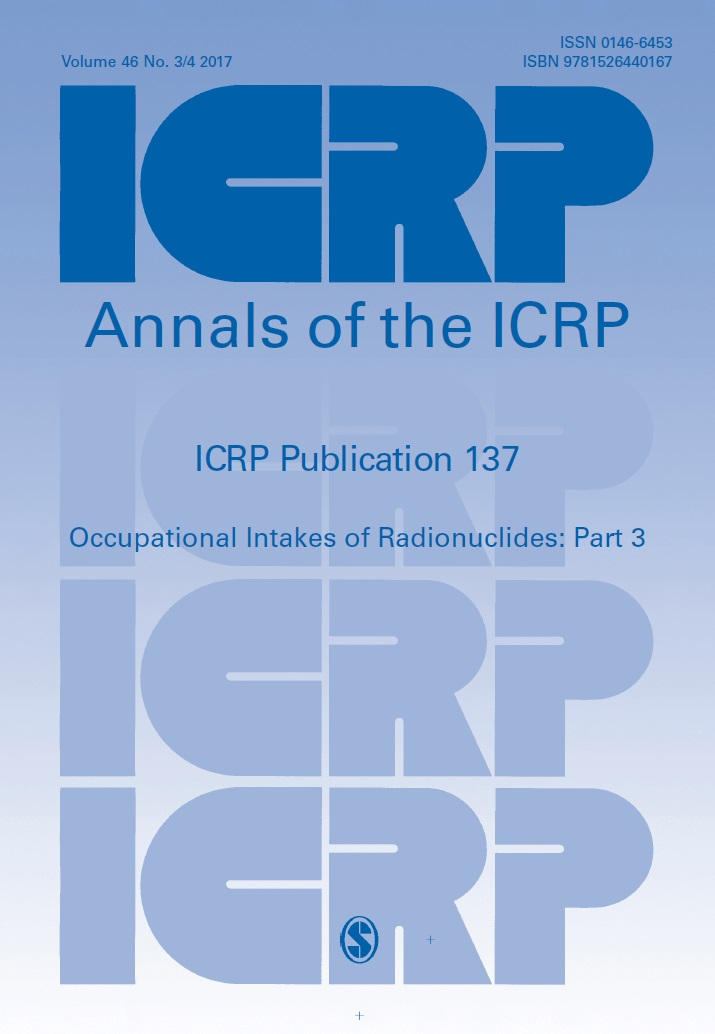 ISSN 0146-6453
Volume 46 No. 3/4 2017
ISBN 9781526440167
ICRP
Annals of the ICRP
ICRP Publication 137
Occupational Intakes of Radionuclides: Part 3
ICRP
ICRP
ICRP
S